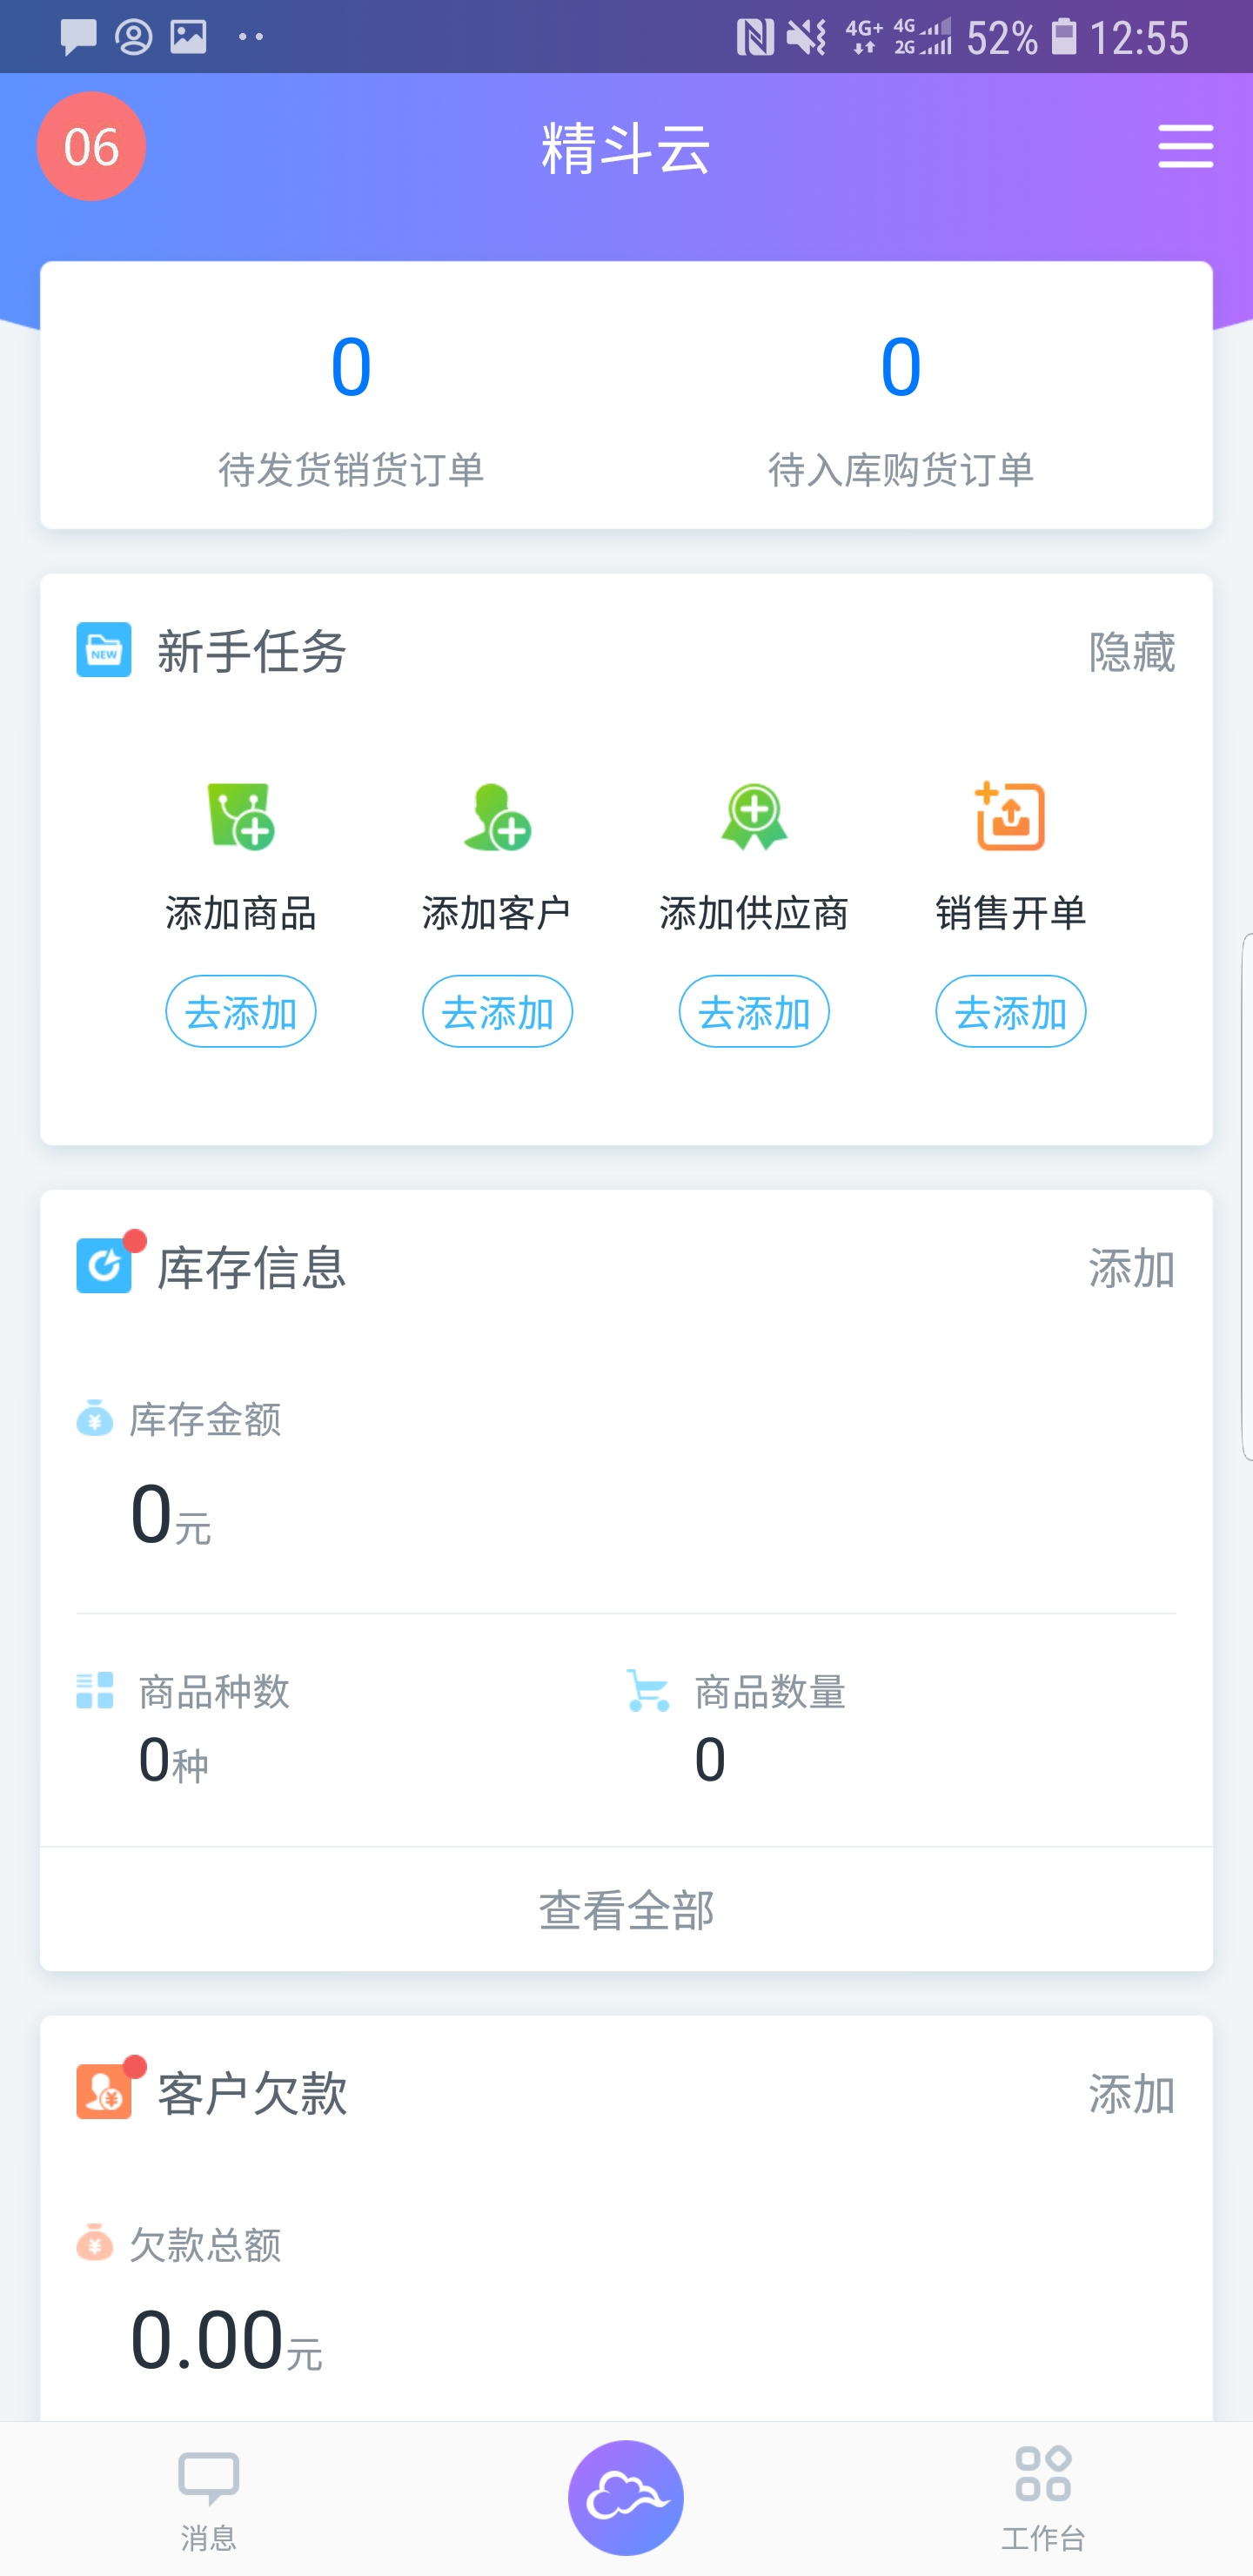 4G+ 4G 2G 52% 12:55
06 精斗云
0 0
待发货销货订单 待入库购货订单
NEW 新手任务 隐藏
添加商品 添加客户 添加供应商 销售开单
去添加 去添加 去添加 去添加
库存信息 添加
¥ 库存金额
0元
商品种数 商品数量
0种 0
查看全部
¥ 客户欠款 添加
¥ 欠款总额
0.00元
消息 工作台